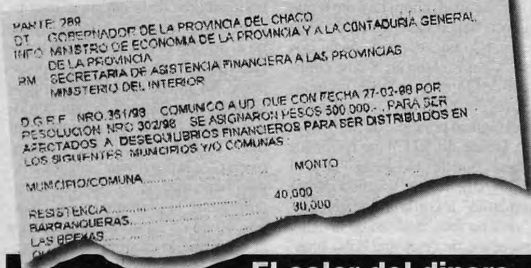 PARTE: 289
DT GOBERNADOR DE LA PROVINCIA DEL CHACO
INFO MINISTRO DE ECONOMIA DE LA PROVINCIA Y A LA CONTADURIA GENERAL
DE LA PROVINCIA
RM SECRETARIA DE ASISTENCIA FINANCIERA A LAS PROVINCIAS
MINISTERIO DEL INTERIOR
D.G.R.F. NRO.361/98 COMUNICO A UD. QUE CON FECHA 27-02-98 POR
RESOLUCION NRO 302/98 SE ASIGNARON PESOS 500 000.- , PARA SER
AFECTADOS A DESEQUILIBRIOS FINANCIEROS PARA SER DISTRIBUIDOS EN
LOS SIGUIENTES MUNICIPIOS Y/O COMUNAS :
MUNICIPIO/COMUNA.................... MONTO
RESISTENCIA.................... 40,000
BARRANQUERAS.................... 30,000
LAS BREÑAS
El color del dinero